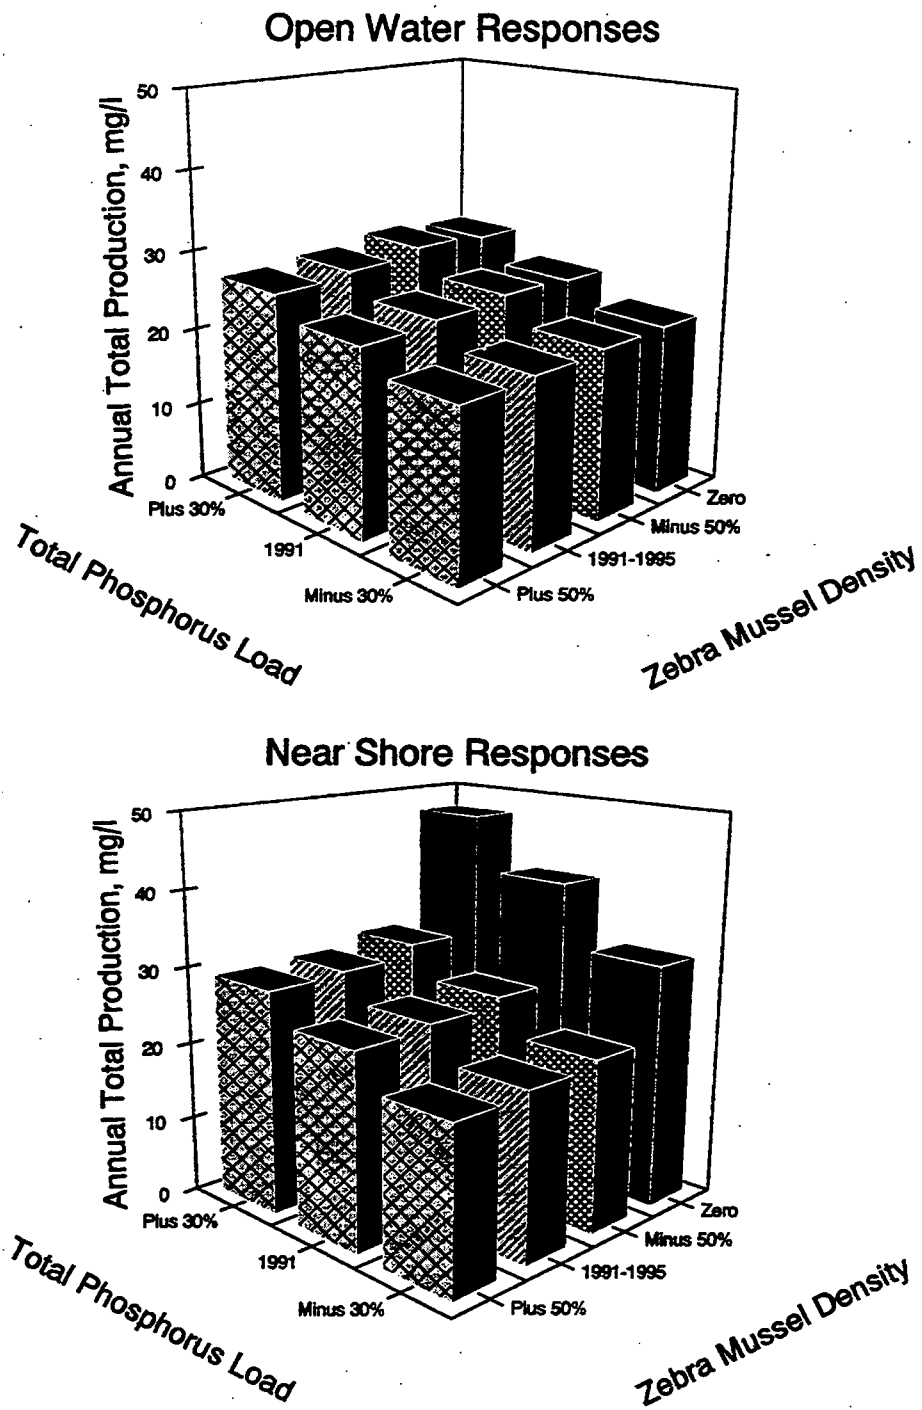 Open Water Responses
Annual Total Production, mg/l
50
40
30
20
10
0
Plus 30%
1991
Minus 30%
Total Phosphorus Load
Zero
Minus 50%
1991-1995
Plus 50%
Zebra Mussel Density
Near Shore Responses
Annual Total Production, mg/l
50
40
30
20
10
0
Plus 30%
1991
Minus 30%
Total Phosphorus Load
Zero
Minus 50%
1991-1995
Plus 50%
Zebra Mussel Density